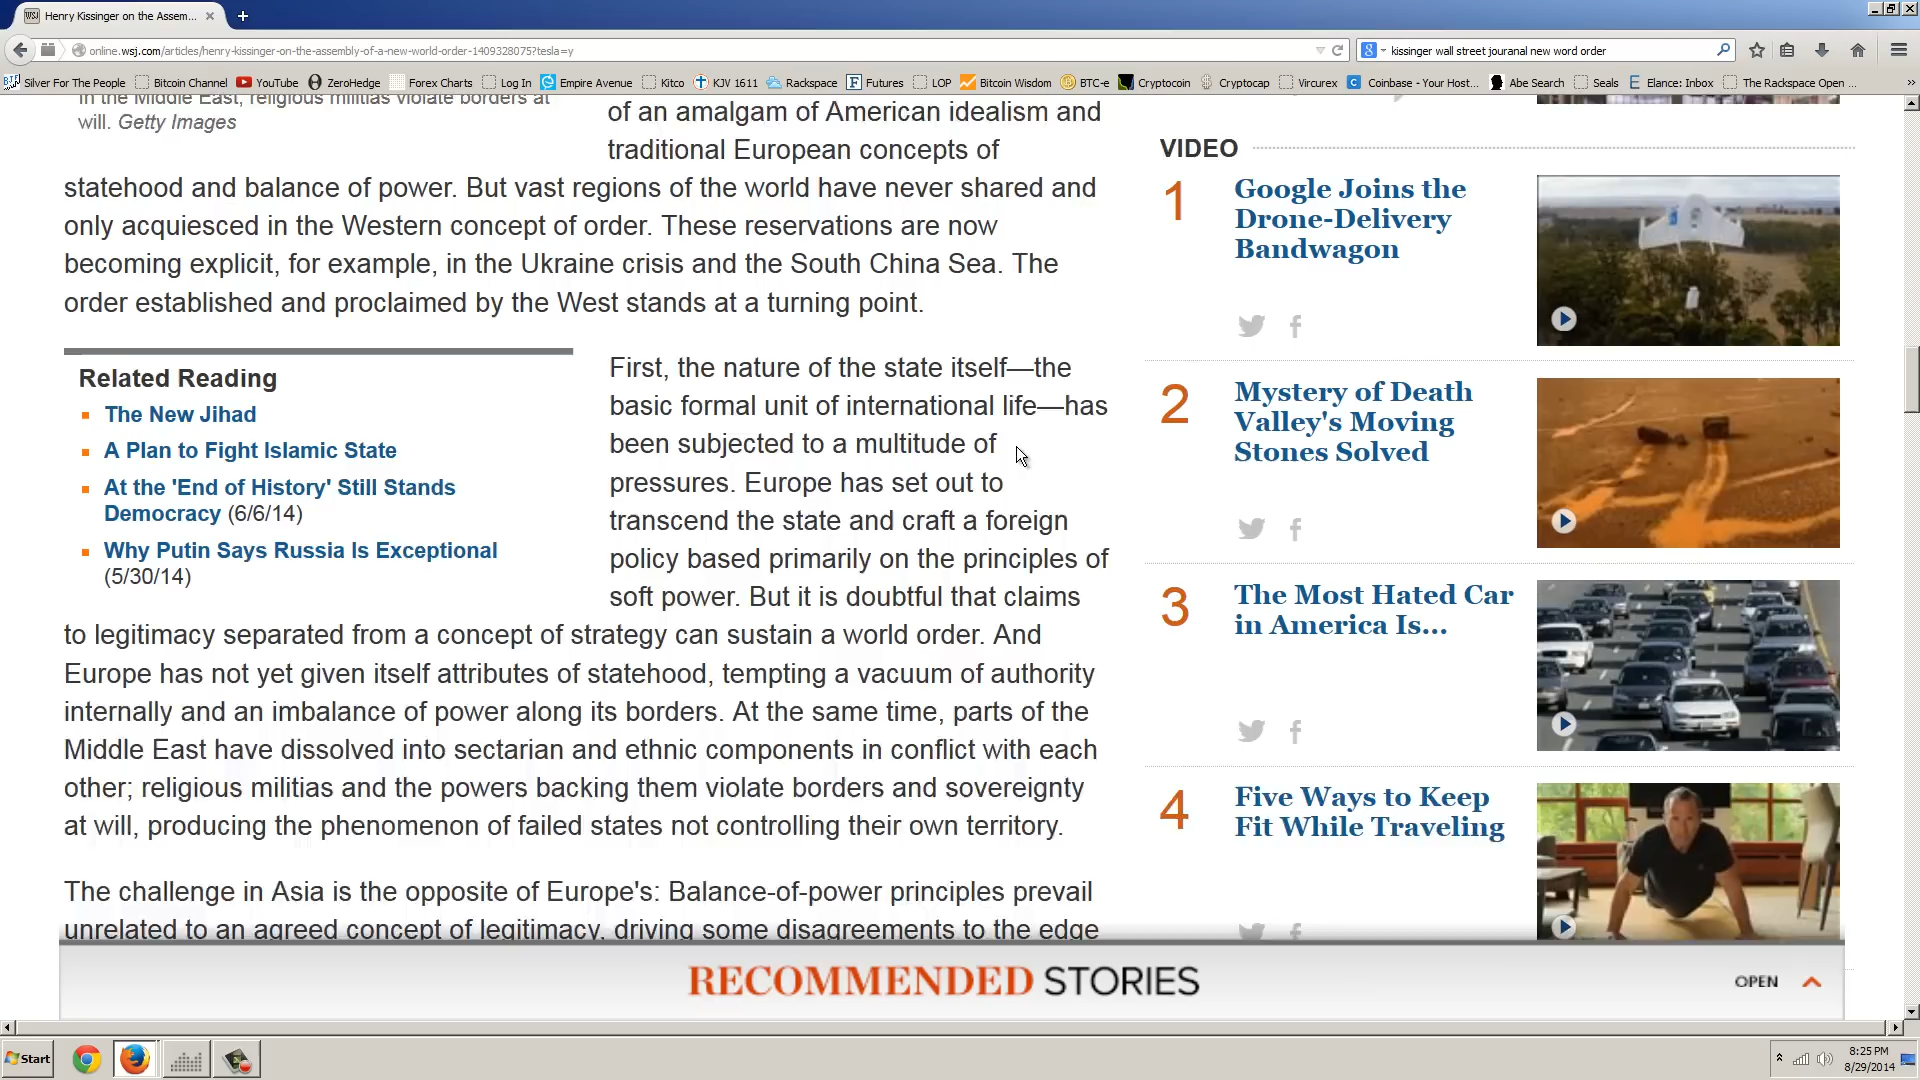 Henry Kissinger on the Assem...
online.wsj.com/articles/henry-kissinger-on-the-assembly-of-a-new-world-order-1409328075?tesla=y
kissinger wall street jouranal new word order
Silver For The People
Bitcoin Channel
YouTube
ZeroHedge
Forex Charts
Log In
Empire Avenue
Kitco
KJV 1611
Rackspace
Futures
LOP
Bitcoin Wisdom
BTC-e
Cryptocoin
Cryptocap
Vircurex
Coinbase - Your Host...
Abe Search
Seals
Elance: Inbox
The Rackspace Open ...
In the Middle East, religious militias violate borders at
will. Getty Images
of an amalgam of American idealism and
traditional European concepts of
statehood and balance of power. But vast regions of the world have never shared and
only acquiesced in the Western concept of order. These reservations are now
becoming explicit, for example, in the Ukraine crisis and the South China Sea. The
order established and proclaimed by the West stands at a turning point.
Related Reading
The New Jihad
A Plan to Fight Islamic State
At the 'End of History' Still Stands
Democracy (6/6/14)
Why Putin Says Russia Is Exceptional
(5/30/14)
First, the nature of the state itself—the
basic formal unit of international life—has
been subjected to a multitude of
pressures. Europe has set out to
transcend the state and craft a foreign
policy based primarily on the principles of
soft power. But it is doubtful that claims
to legitimacy separated from a concept of strategy can sustain a world order. And
Europe has not yet given itself attributes of statehood, tempting a vacuum of authority
internally and an imbalance of power along its borders. At the same time, parts of the
Middle East have dissolved into sectarian and ethnic components in conflict with each
other; religious militias and the powers backing them violate borders and sovereignty
at will, producing the phenomenon of failed states not controlling their own territory.
The challenge in Asia is the opposite of Europe's: Balance-of-power principles prevail
unrelated to an agreed concept of legitimacy, driving some disagreements to the edge
VIDEO
1
Google Joins the
Drone-Delivery
Bandwagon
2
Mystery of Death
Valley's Moving
Stones Solved
3
The Most Hated Car
in America Is...
4
Five Ways to Keep
Fit While Traveling
RECOMMENDED STORIES
OPEN
Start
8:25 PM
8/29/2014